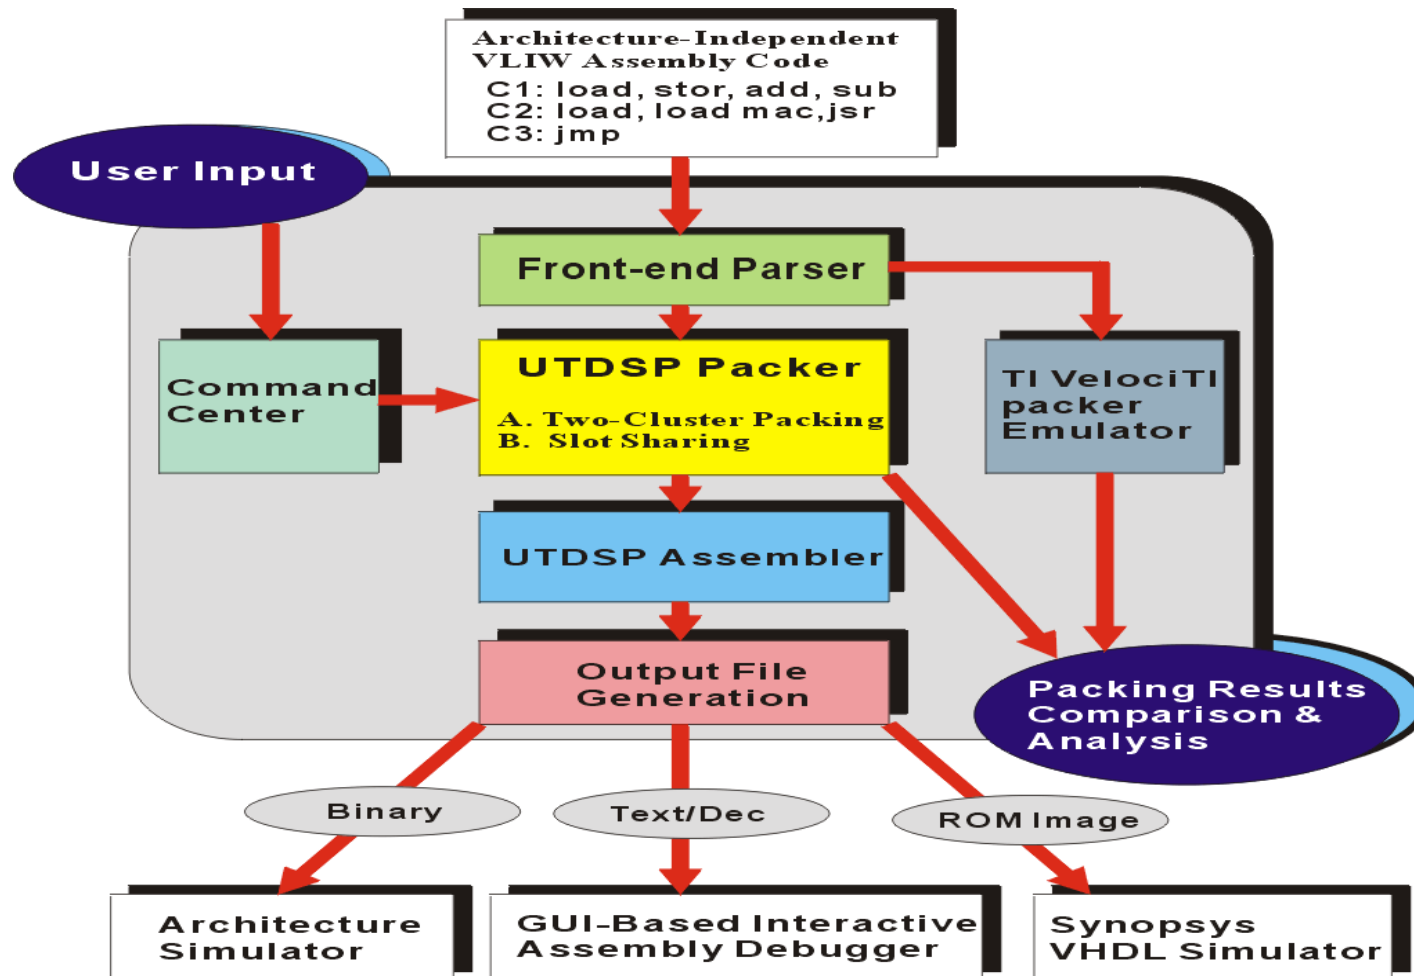 Architecture-Independent
VLIW Assembly Code
C1: load, stor, add, sub
C2: load, load mac,jsr
C3: jmp
User Input
Front-end Parser
Command
Center
UTDSP Packer
A. Two-Cluster Packing
B. Slot Sharing
TI VelociTI
packer
Emulator
UTDSP Assembler
Output File
Generation
Packing Results
Comparison &
Analysis
Binary
Text/Dec
ROM Image
Architecture
Simulator
GUI-Based Interactive
Assembly Debugger
Synopsys
VHDL Simulator